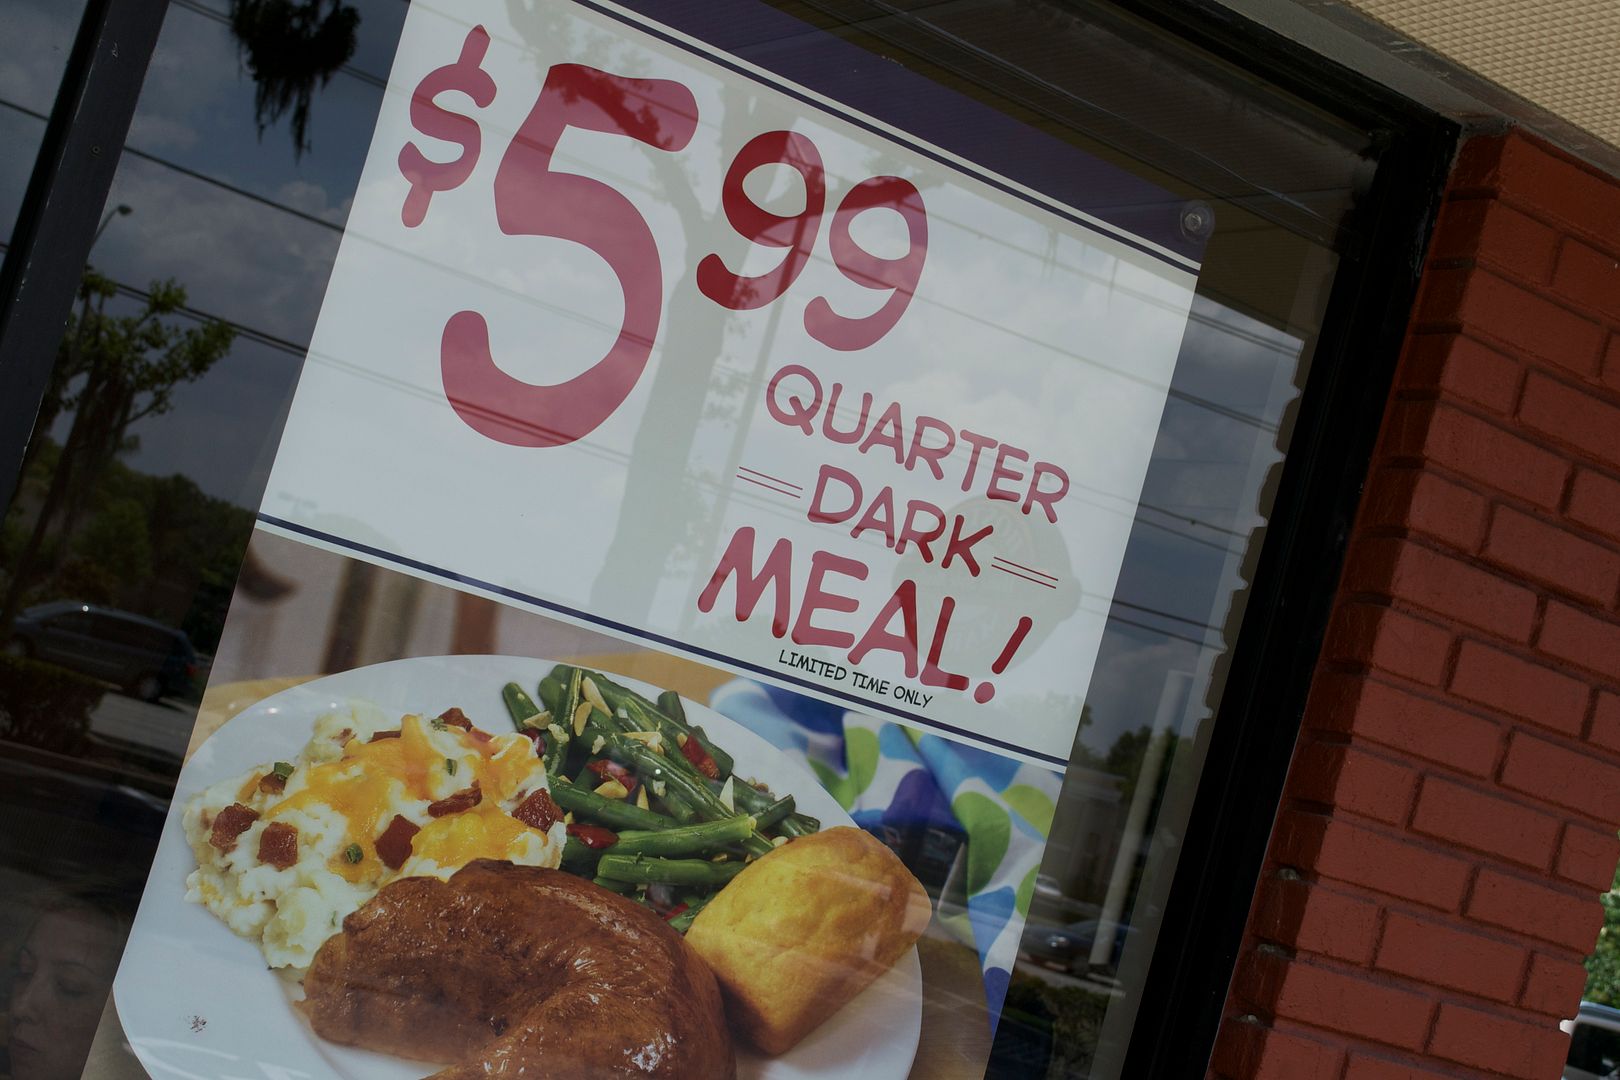 $5.99
QUARTER
DARK
MEAL!
LIMITED TIME ONLY